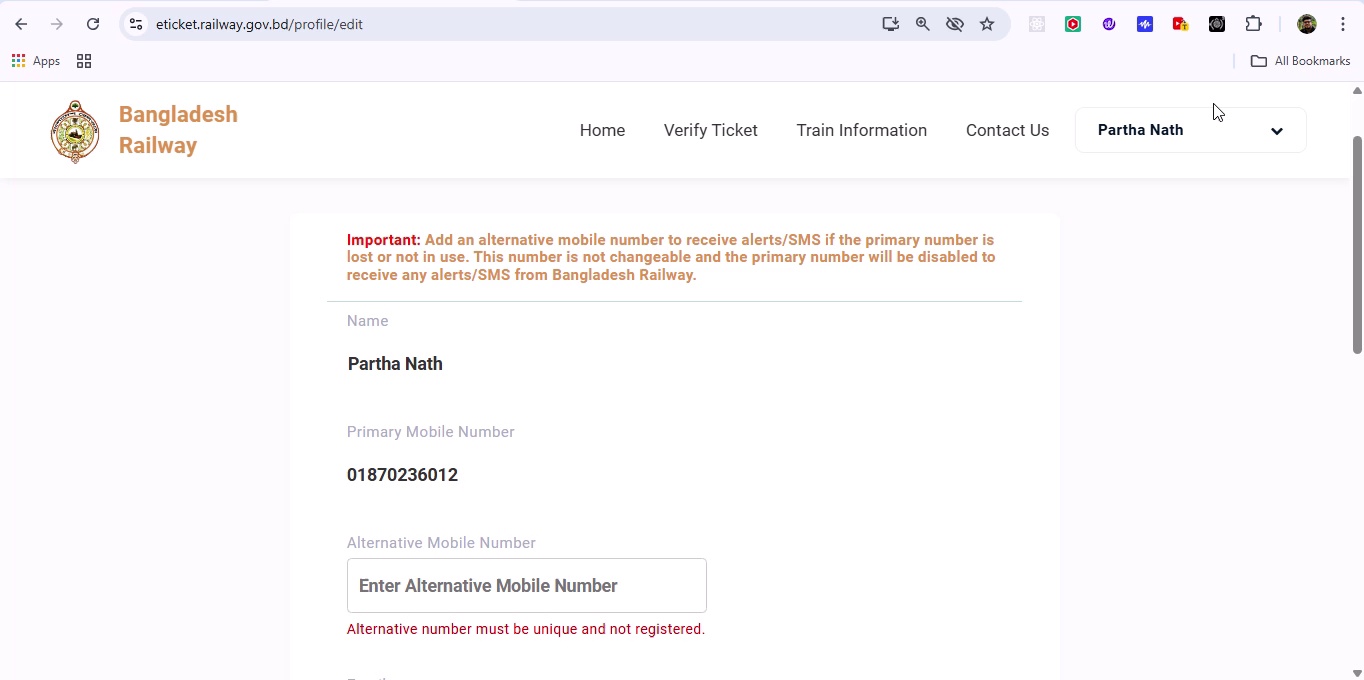 eticket.railway.gov.bd/profile/edit
Apps
All Bookmarks
Bangladesh
Railway
Home
Verify Ticket
Train Information
Contact Us
Partha Nath
Important: Add an alternative mobile number to receive alerts/SMS if the primary number is
lost or not in use. This number is not changeable and the primary number will be disabled to
receive any alerts/SMS from Bangladesh Railway.
Name
Partha Nath
Primary Mobile Number
01870236012
Alternative Mobile Number
Enter Alternative Mobile Number
Alternative number must be unique and not registered.